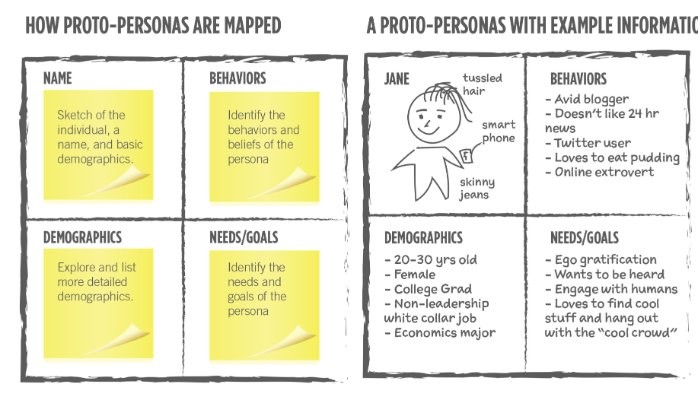 HOW PROTO-PERSONAS ARE MAPPED
NAME
Sketch of the
individual, a
name, and basic
demographics.
BEHAVIORS
Identify the
behaviors and
beliefs of the
persona
DEMOGRAPHICS
Explore and list
more detailed
demographics.
NEEDS/GOALS
Identify the
needs and
goals of the
persona
A PROTO-PERSONAS WITH EXAMPLE INFORMATIO
JANE
tussled
hair
smart
phone
skinny
jeans
BEHAVIORS
- Avid blogger
- Doesn't like 24 hr
news
- Twitter user
- Loves to eat pudding
- Online extrovert
DEMOGRAPHICS
- 20-30 yrs old
- Female
- College Grad
- Non-leadership
white collar job
- Economics major
NEEDS/GOALS
- Ego gratification
- Wants to be heard
- Engage with humans
- Loves to find cool
stuff and hang out
with the "cool crowd"